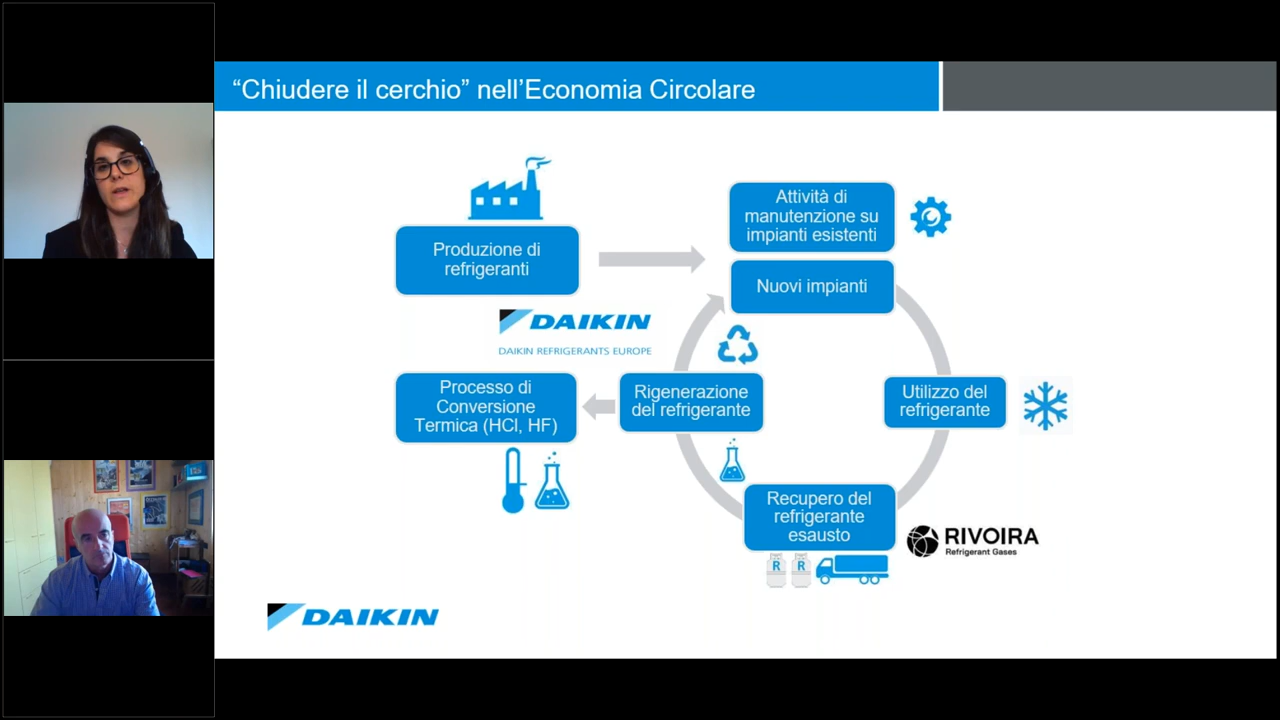 “Chiudere il cerchio” nell’Economia Circolare
Produzione di
refrigeranti
Attività di
manutenzione su
impianti esistenti
Nuovi impianti
DAIKIN
DAIKIN REFRIGERANTS EUROPE
Processo di
Conversione
Termica (HCl, HF)
Rigenerazione
del refrigerante
Utilizzo del
refrigerante
Recupero del
refrigerante
esausto
RIVOIRA
Refrigerant Gases
R R
DAIKIN